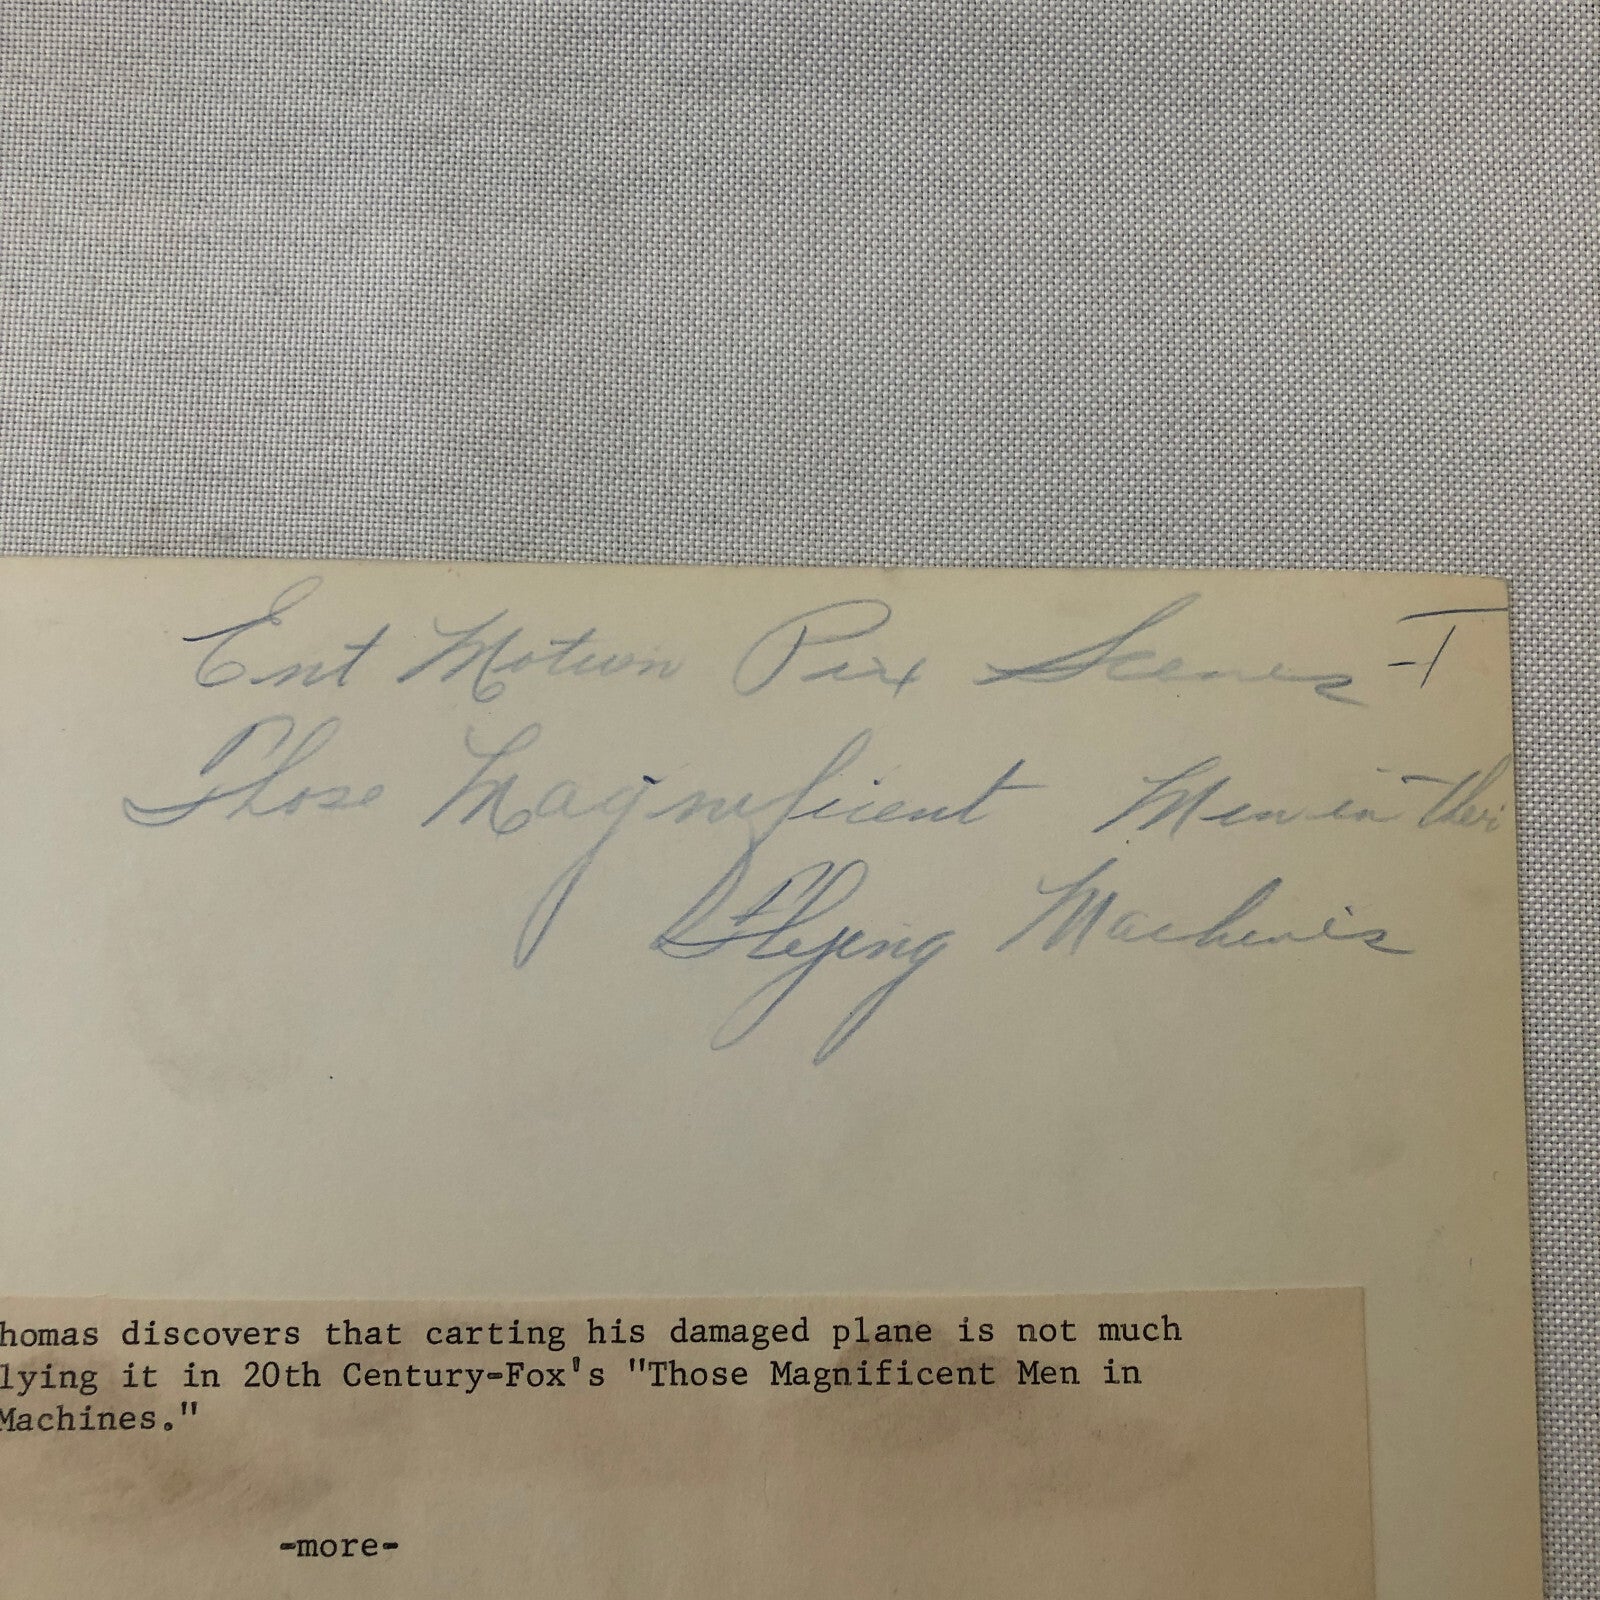 Ent Motion Pix Scenes -T
Those Magnificent Men in Their
Flying Machines
homas discovers that carting his damaged plane is not much
lying it in 20th Century-Fox's "Those Magnificent Men in
Machines."
-more-